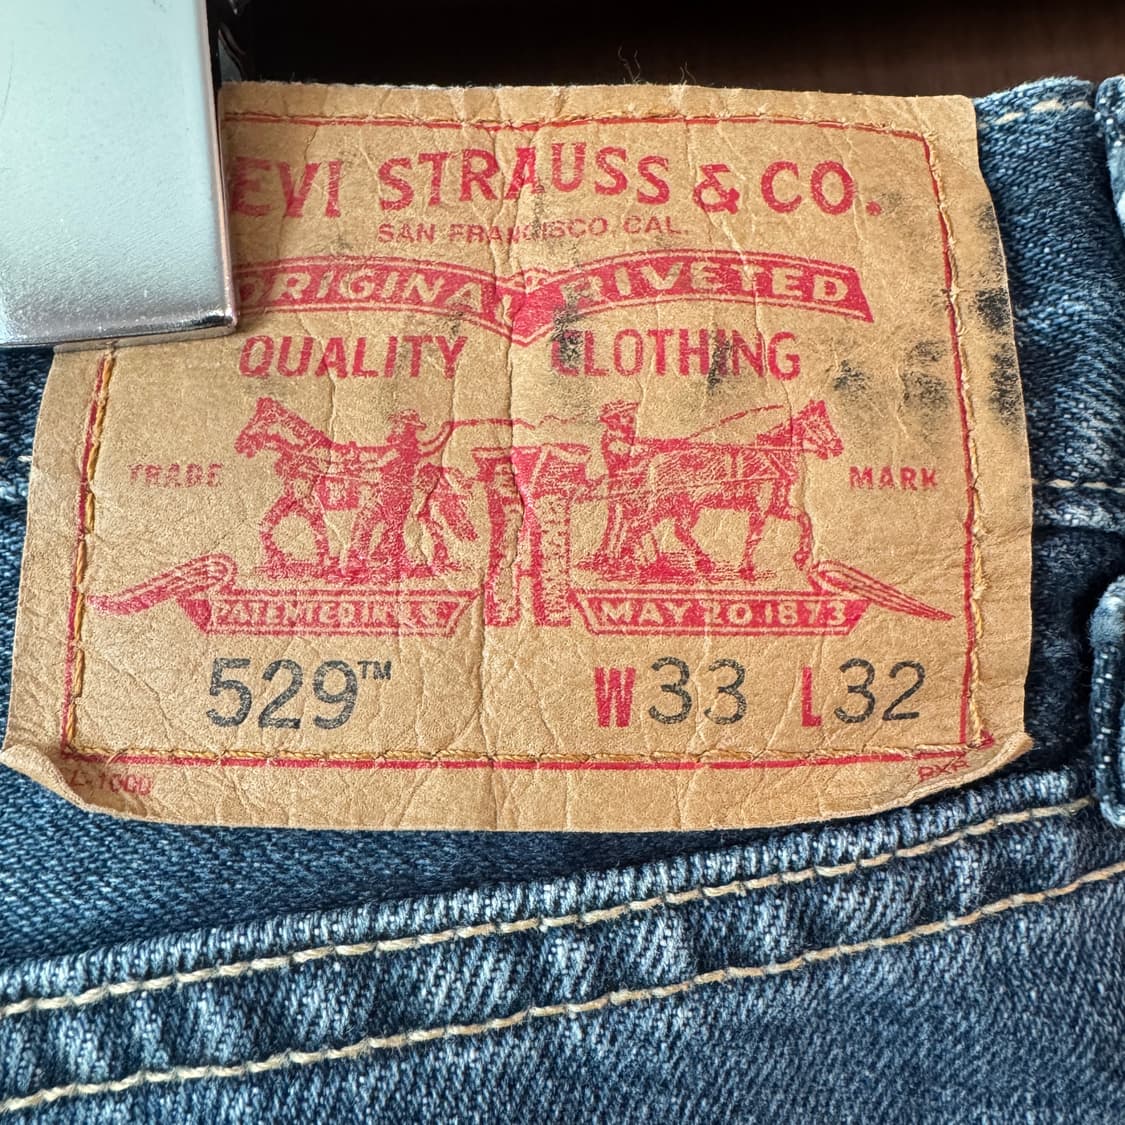 EVI STRAUSS & CO.
SAN FRANCISCO CAL.
ORIGINAL RIVETED
QUALITY CLOTHING
TRADE MARK
MAY 20 1873
529™ W33 L32